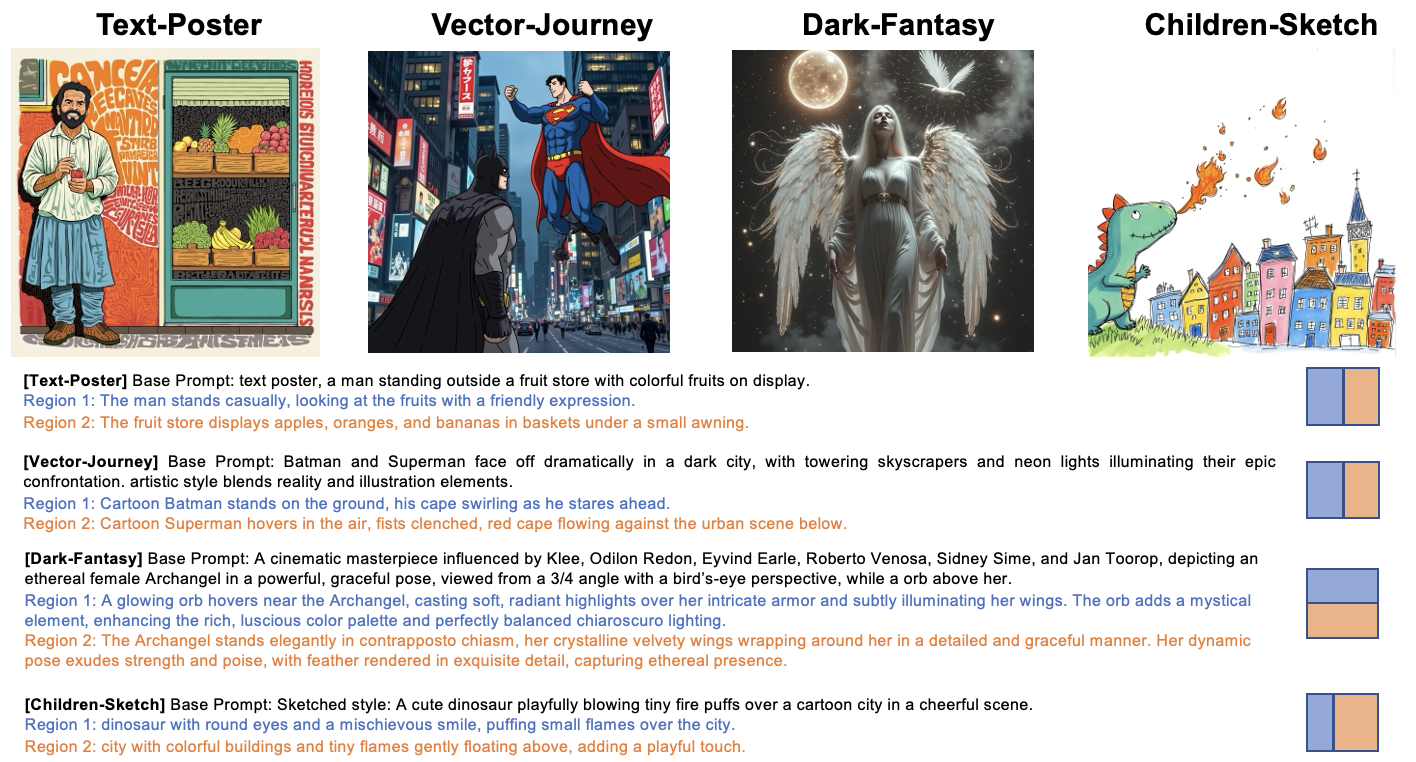 Text-Poster
Vector-Journey
Dark-Fantasy
Children-Sketch
[Text-Poster] Base Prompt: text poster, a man standing outside a fruit store with colorful fruits on display.
Region 1: The man stands casually, looking at the fruits with a friendly expression.
Region 2: The fruit store displays apples, oranges, and bananas in baskets under a small awning.
[Vector-Journey] Base Prompt: Batman and Superman face off dramatically in a dark city, with towering skyscrapers and neon lights illuminating their epic
confrontation. artistic style blends reality and illustration elements.
Region 1: Cartoon Batman stands on the ground, his cape swirling as he stares ahead.
Region 2: Cartoon Superman hovers in the air, fists clenched, red cape flowing against the urban scene below.
[Dark-Fantasy] Base Prompt: A cinematic masterpiece influenced by Klee, Odilon Redon, Eyvind Earle, Roberto Venosa, Sidney Sime, and Jan Toorop, depicting an
ethereal female Archangel in a powerful, graceful pose, viewed from a 3/4 angle with a bird's-eye perspective, while a orb above her.
Region 1: A glowing orb hovers near the Archangel, casting soft, radiant highlights over her intricate armor and subtly illuminating her wings. The orb adds a mystical
element, enhancing the rich, luscious color palette and perfectly balanced chiaroscuro lighting.
Region 2: The Archangel stands elegantly in contrapposto chiasm, her crystalline velvety wings wrapping around her in a detailed and graceful manner. Her dynamic
pose exudes strength and poise, with feather rendered in exquisite detail, capturing ethereal presence.
[Children-Sketch] Base Prompt: Sketched style: A cute dinosaur playfully blowing tiny fire puffs over a cartoon city in a cheerful scene.
Region 1: dinosaur with round eyes and a mischievous smile, puffing small flames over the city.
Region 2: city with colorful buildings and tiny flames gently floating above, adding a playful touch.